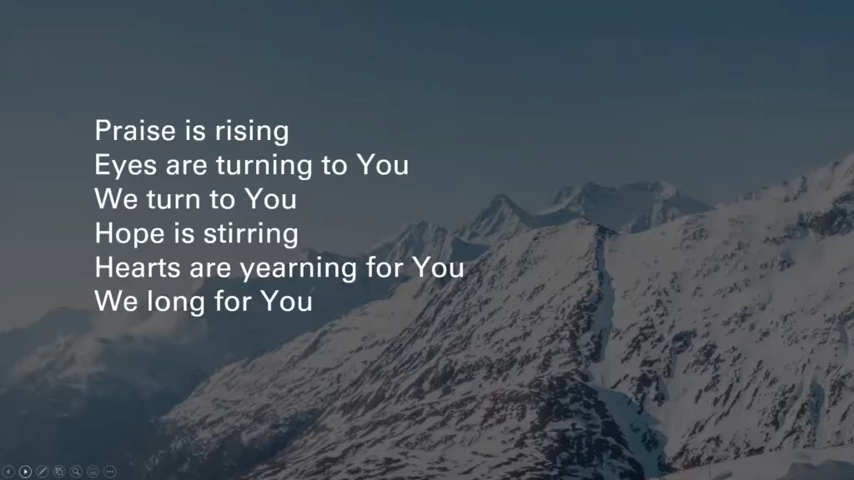 Praise is rising
Eyes are turning to You
We turn to You
Hope is stirring
Hearts are yearning for You
We long for You